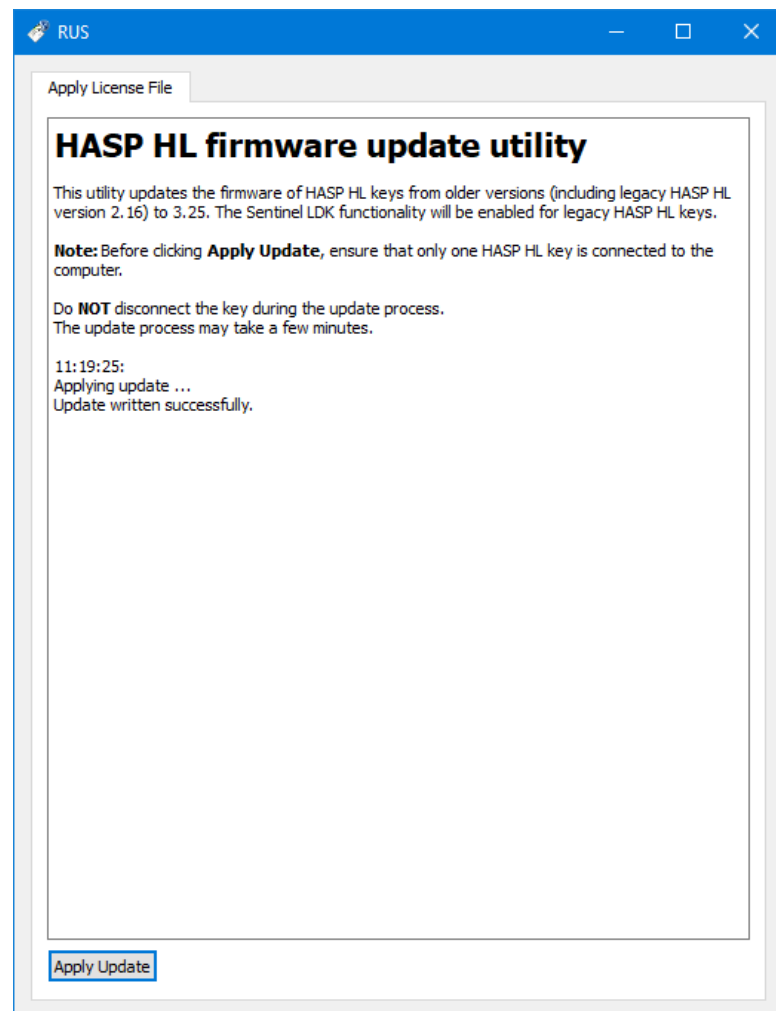 RUS
Apply License File
HASP HL firmware update utility
This utility updates the firmware of HASP HL keys from older versions (including legacy HASP HL
version 2.16) to 3.25. The Sentinel LDK functionality will be enabled for legacy HASP HL keys.
Note: Before clicking Apply Update, ensure that only one HASP HL key is connected to the
computer.
Do NOT disconnect the key during the update process.
The update process may take a few minutes.
11:19:25:
Applying update ...
Update written successfully.
Apply Update